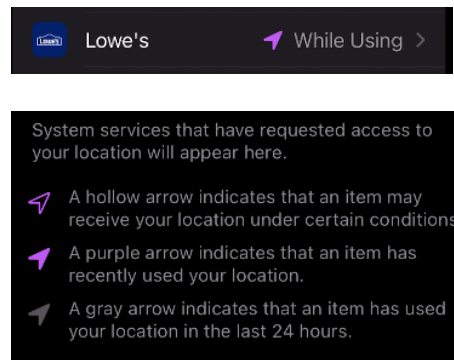 LOWE'S
Lowe's
While Using >
System services that have requested access to
your location will appear here.
A hollow arrow indicates that an item may
receive your location under certain conditions
A purple arrow indicates that an item has
recently used your location.
A gray arrow indicates that an item has used
your location in the last 24 hours.